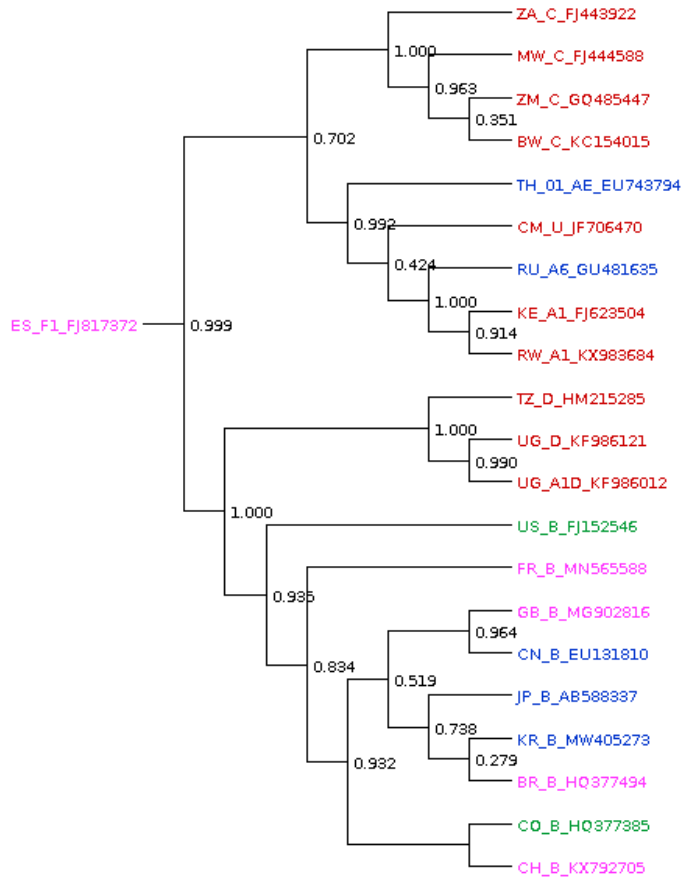 ZA_C_FJ443922
1.000
MW_C_FJ444588
0.963
ZM_C_GQ485447
0.351
0.702
BW_C_KC154015
TH_01_AE_EU743794
0.992
CM_U_JF706470
0.424
RU_A6_GU481635
1.000
KE_A1_FJ623504
ES_F1_FJ817372
0.999
0.914
RW_A1_KX983684
TZ_D_HM215285
1.000
UG_D_KF986121
0.990
UG_A1D_KF986012
1.000
US_B_FJ152546
FR_B_MN565588
0.935
GB_B_MG902816
0.964
CN_B_EU131810
0.834
0.519
JP_B_AB588337
0.738
KR_B_MW405273
0.279
0.932
BR_B_HQ377494
CO_B_HQ377385
CH_B_KX792705